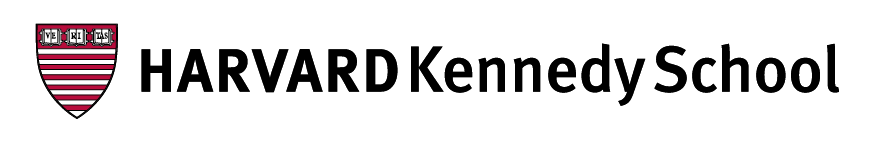 VE RI TAS
HARVARD Kennedy School